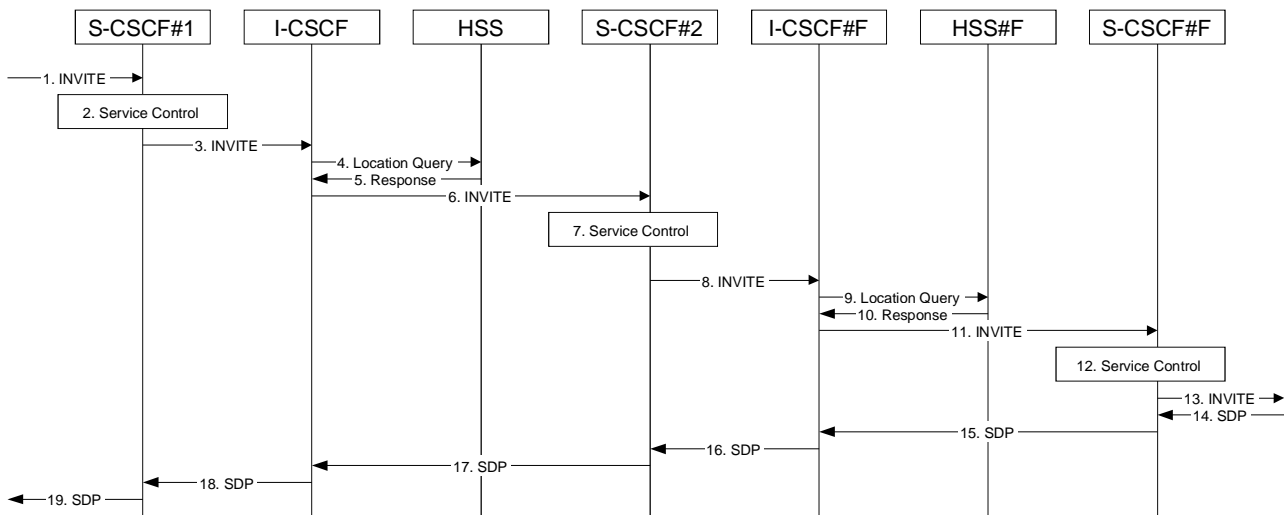 S-CSCF#1
I-CSCF
HSS
S-CSCF#2
I-CSCF#F
HSS#F
S-CSCF#F
1. INVITE
2. Service Control
3. INVITE
4. Location Query
5. Response
6. INVITE
7. Service Control
8. INVITE
9. Location Query
10. Response
11. INVITE
12. Service Control
13. INVITE
14. SDP
15. SDP
16. SDP
17. SDP
18. SDP
19. SDP